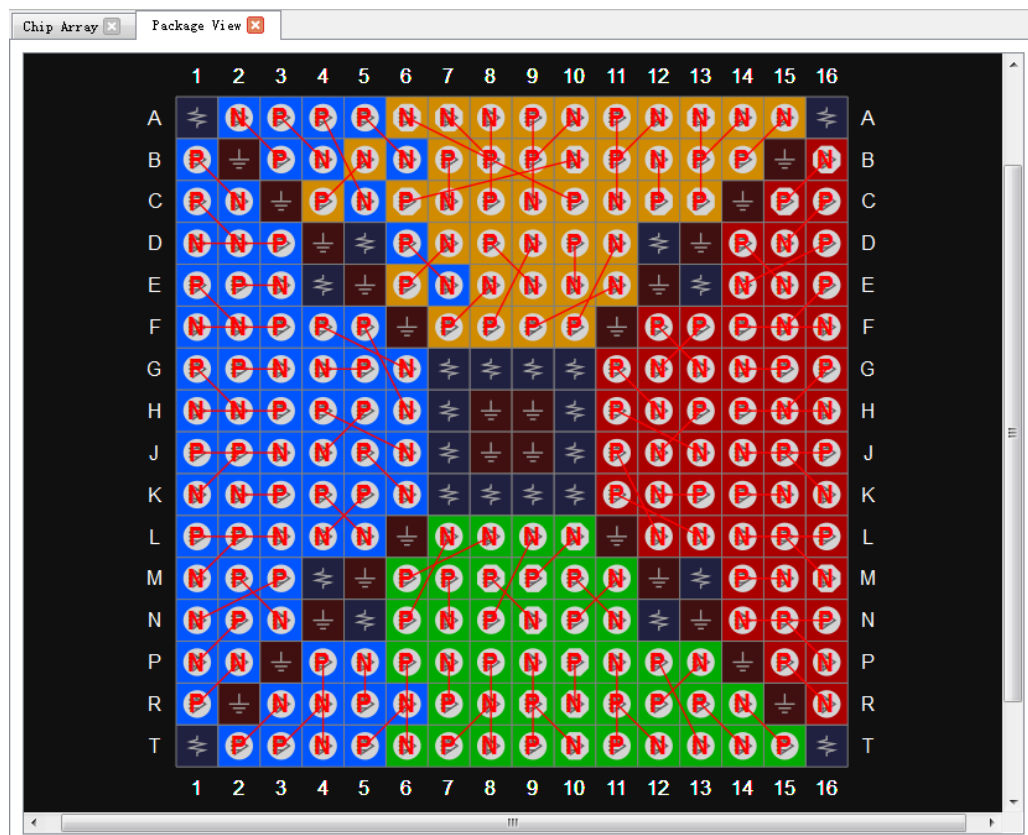 Chip Array
Package View
1 2 3 4 5 6 7 8 9 10 11 12 13 14 15 16
A N P P P N N N P N P N N N N A
B P P N N N P P P N P N P P N B
C P N P N P N P N P N P P P P C
D N N P P N P N P N P N P D
E P P N P N N N P N N N P E
F N N P P P P P P P P P P N N F
G P P N N P N P N N N P P G
H N N P P P N P N P P N N H
J P P P N P N P N N N P P J
K N N P P P N P N P P N N K
L P P N N N N N N N N N N P P L
M N P P P P P P P N P N N M
N N P N P N P N P N N P P N
P N N P N P N P N P N P P P N P
R P N N N N P N P N P N P N N R
T P P N P N P N P N P N N N P T
1 2 3 4 5 6 7 8 9 10 11 12 13 14 15 16